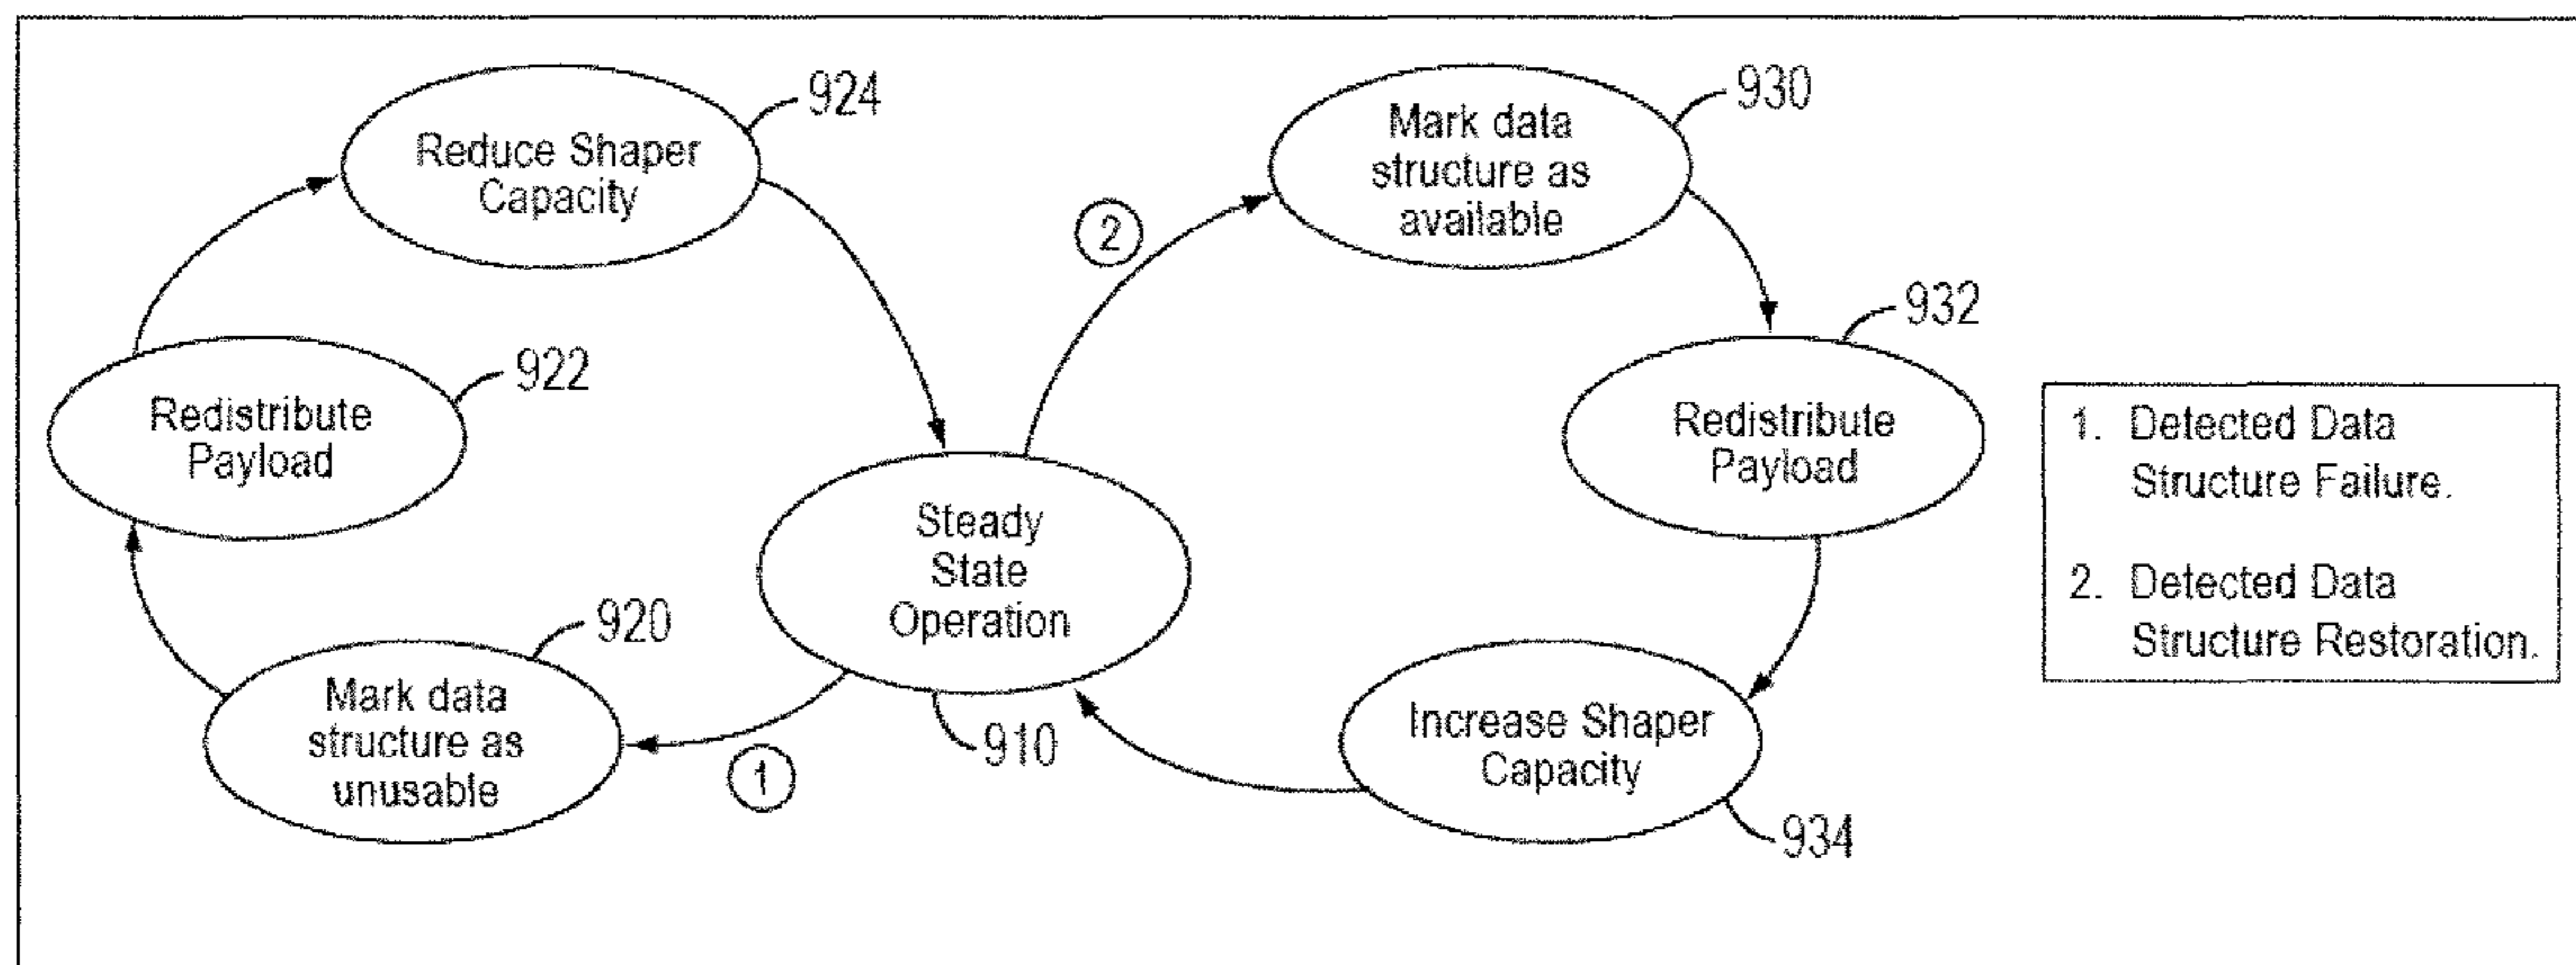 924
Reduce Shaper
Capacity
930
Mark data
structure as
available
2
932
Redistribute
Payload
922
Redistribute
Payload
1. Detected Data
Structure Failure.
2. Detected Data
Structure Restoration.
Steady
State
Operation
910
920
Mark data
structure as
unusable
1
Increase Shaper
Capacity
934